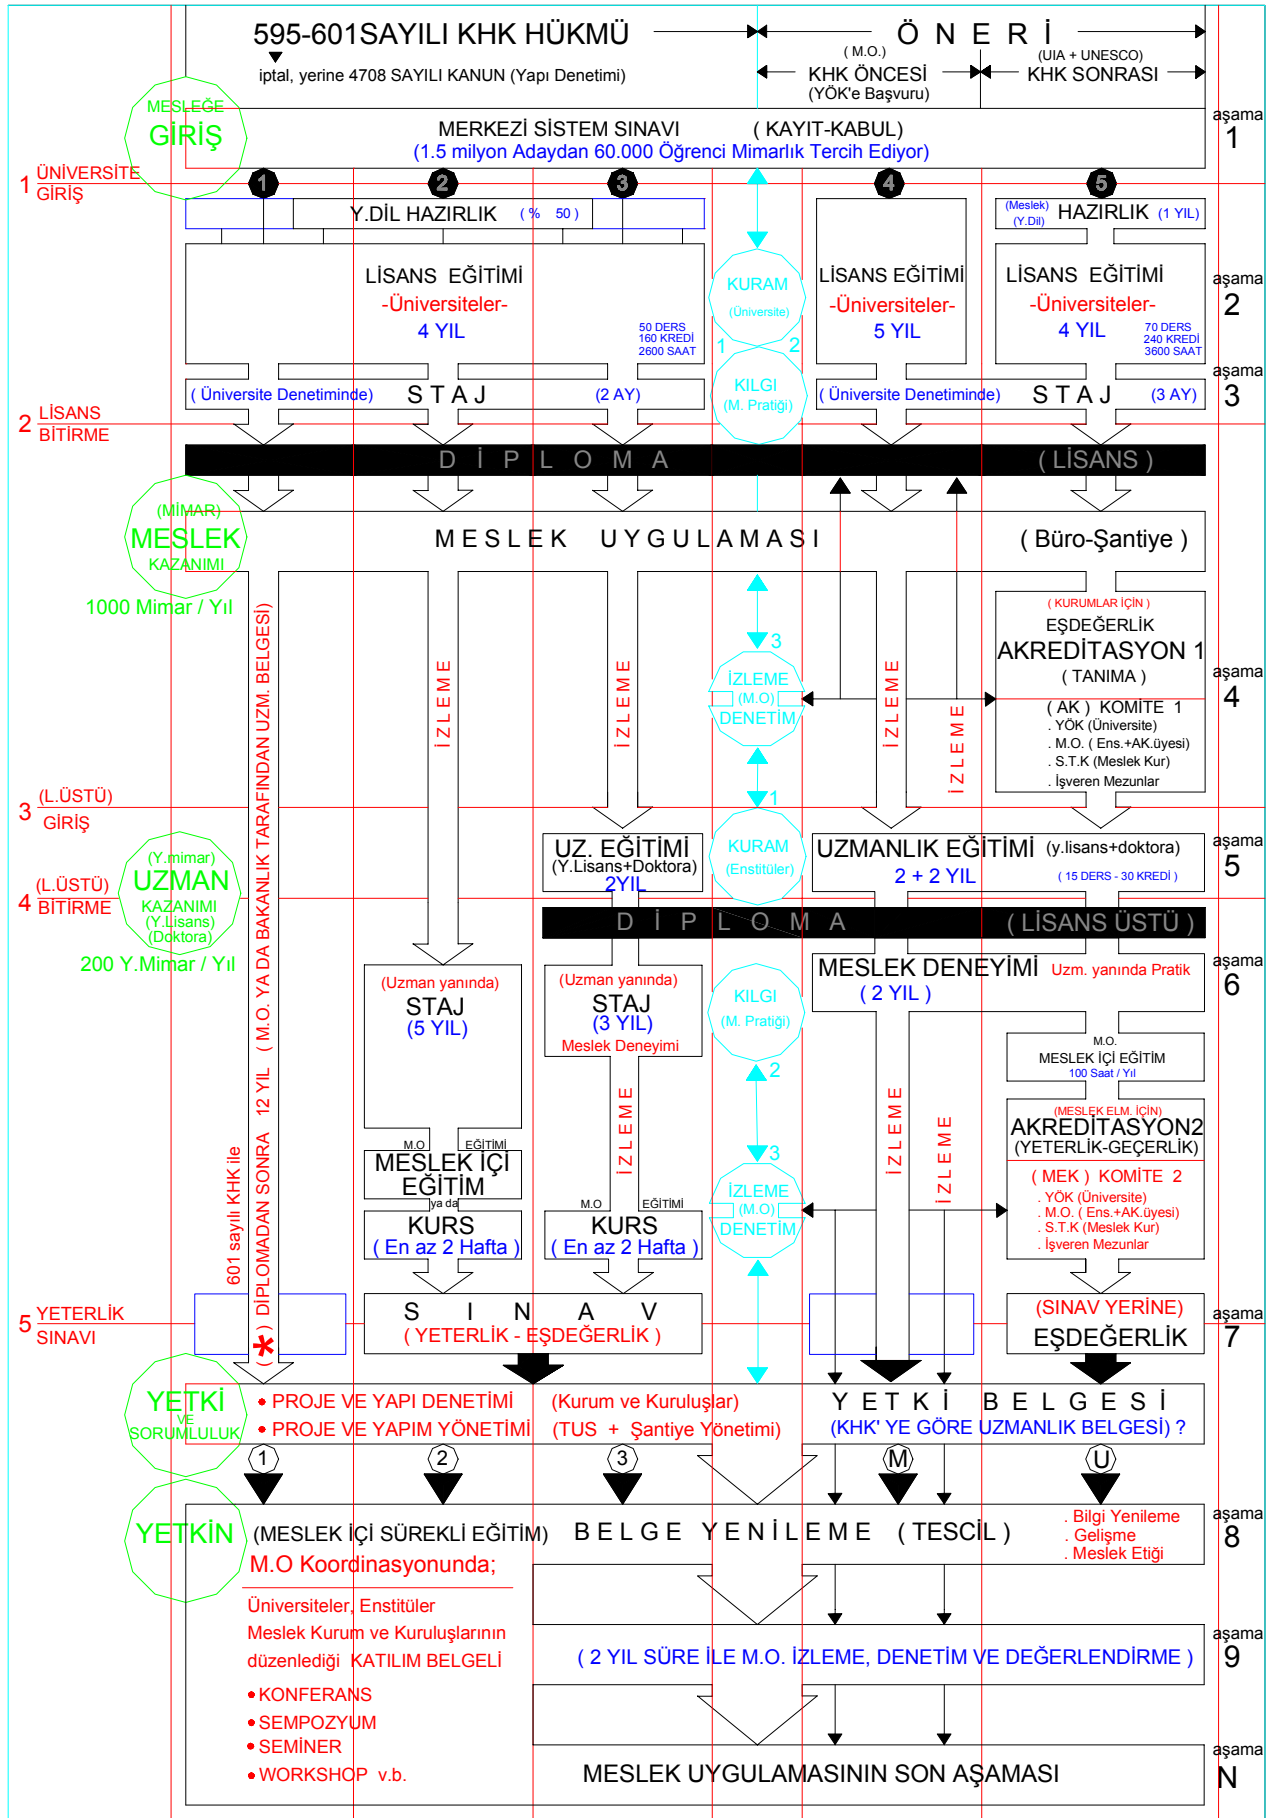 595-601SAYILI KHK HÜKMÜ
iptal, yerine 4708 SAYILI KANUN (Yapı Denetimi)
Ö N E R İ
( M.O.)
KHK ÖNCESİ
(YÖK'e Başvuru)
(UIA + UNESCO)
KHK SONRASI
MESLEĞE
GİRİŞ
MERKEZİ SİSTEM SINAVI ( KAYIT-KABUL)
(1.5 milyon Adaydan 60.000 Öğrenci Mimarlık Tercih Ediyor)
aşama
1
1 ÜNİVERSİTE
GİRİŞ
1
2
3
4
5
Y.DİL HAZIRLIK ( % 50 )
(Meslek)
(Y.Dil)
HAZIRLIK (1 YIL)
LİSANS EĞİTİMİ
-Üniversiteler-
4 YIL
50 DERS
160 KREDİ
2600 SAAT
KURAM
(Üniversite)
1 2
LİSANS EĞİTİMİ
-Üniversiteler-
5 YIL
LİSANS EĞİTİMİ
-Üniversiteler-
4 YIL
70 DERS
240 KREDİ
3600 SAAT
aşama
2
( Üniversite Denetiminde) S T A J (2 AY)
KILGI
(M. Pratiği)
( Üniversite Denetiminde) S T A J (3 AY)
aşama
3
2 LİSANS
BİTİRME
D İ P L O M A ( LİSANS )
(MİMAR)
MESLEK
KAZANIMI
1000 Mimar / Yıl
M E S L E K U Y G U L A M A S I ( Büro-Şantiye )
601 sayılı KHK ile
( * ) DİPLOMADAN SONRA 12 YIL ( M.O. YA DA BAKANLIK TARAFINDAN UZM. BELGESİ)
İ Z L E M E
İ Z L E M E
3
İZLEME
(M.O)
DENETİM
1
İ Z L E M E
İ Z L E M E
( KURUMLAR İÇİN )
EŞDEĞERLİK
AKREDİTASYON 1
( TANIMA )
( AK ) KOMİTE 1
. YÖK (Üniversite)
. M.O. ( Ens.+AK.üyesi)
. S.T.K (Meslek Kur)
. İşveren Mezunlar
aşama
4
3 (L.ÜSTÜ)
GİRİŞ
(Y.mimar)
UZMAN
KAZANIMI
(Y.Lisans)
(Doktora)
200 Y.Mimar / Yıl
4 (L.ÜSTÜ)
BİTİRME
UZ. EĞİTİMİ
(Y.Lisans+Doktora)
2YIL
KURAM
(Enstitüler)
UZMANLIK EĞİTİMİ (y.lisans+doktora)
2 + 2 YIL ( 15 DERS - 30 KREDİ )
aşama
5
D İ P L O M A ( LİSANS ÜSTÜ )
(Uzman yanında)
STAJ
(5 YIL)
(Uzman yanında)
STAJ
(3 YIL)
Meslek Deneyimi
KILGI
(M. Pratiği)
2
MESLEK DENEYİMİ Uzm. yanında Pratik
( 2 YIL )
aşama
6
M.O.
MESLEK İÇİ EĞİTİM
100 Saat / Yıl
İ Z L E M E
İ Z L E M E
İ Z L E M E
M.O EĞİTİMİ
MESLEK İÇİ
EĞİTİM
ya da
KURS
( En az 2 Hafta )
M.O EĞİTİMİ
KURS
( En az 2 Hafta )
3
İZLEME
(M.O)
DENETİM
(MESLEK ELM. İÇİN)
AKREDİTASYON2
(YETERLİK-GEÇERLİK)
( MEK ) KOMİTE 2
. YÖK (Üniversite)
. M.O. ( Ens.+AK.üyesi)
. S.T.K (Meslek Kur)
. İşveren Mezunlar
5 YETERLİK
SINAVI
S I N A V
( YETERLİK - EŞDEĞERLİK )
(SINAV YERİNE)
EŞDEĞERLİK
aşama
7
YETKİ
VE
SORUMLULUK
• PROJE VE YAPI DENETİMİ (Kurum ve Kuruluşlar)
• PROJE VE YAPIM YÖNETİMİ (TUS + Şantiye Yönetimi)
Y E T K İ B E L G E S İ
(KHK' YE GÖRE UZMANLIK BELGESİ) ?
1
2
3
M
U
YETKİN
(MESLEK İÇİ SÜREKLİ EĞİTİM) B E L G E Y E N İ L E M E ( T E S C İ L )
. Bilgi Yenileme
. Gelişme
. Meslek Etiği
aşama
8
M.O Koordinasyonunda;
Üniversiteler, Enstitüler
Meslek Kurum ve Kuruluşlarının
düzenlediği KATILIM BELGELİ
• KONFERANS
• SEMPOZYUM
• SEMİNER
• WORKSHOP v.b.
( 2 YIL SÜRE İLE M.O. İZLEME, DENETİM VE DEĞERLENDİRME )
aşama
9
MESLEK UYGULAMASININ SON AŞAMASI
aşama
N